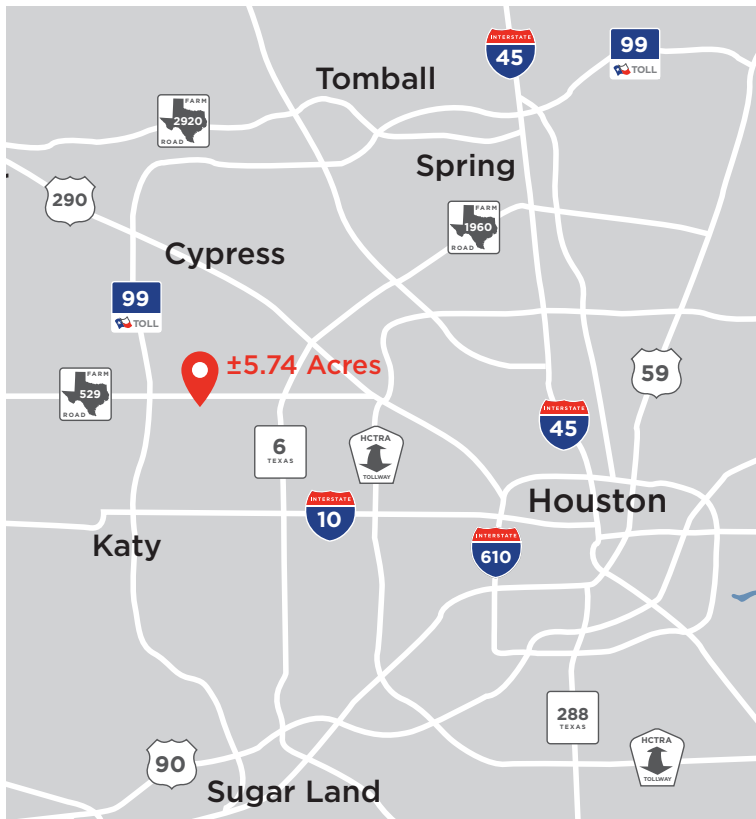 INTERSTATE
45
99
TOLL
Tomball
FARM
2920
ROAD
Spring
290
FARM
1960
ROAD
Cypress
99
TOLL
±5.74 Acres
59
FARM
529
ROAD
INTERSTATE
45
6
TEXAS
HCTRA
TOLLWAY
INTERSTATE
10
Houston
Katy
INTERSTATE
610
288
TEXAS
HCTRA
TOLLWAY
90
Sugar Land